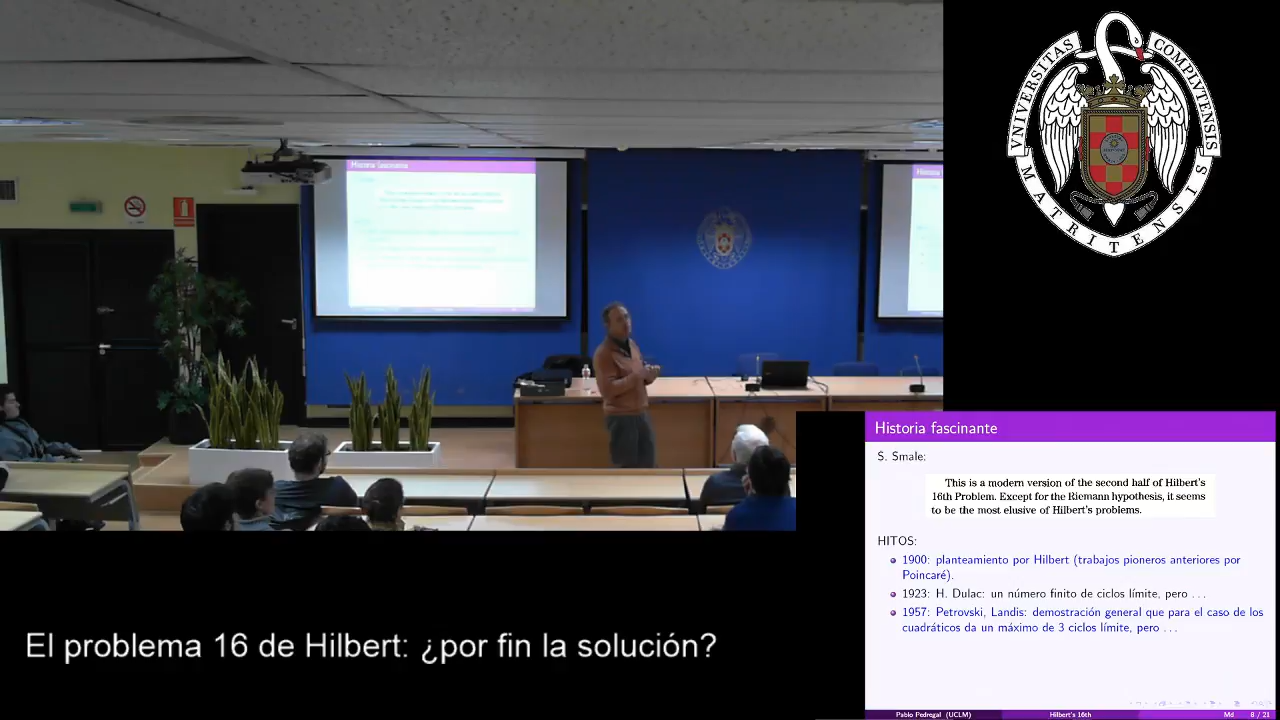 VNIVERSITAS COMPLVTENSIS
MATRITENSIS
Historia fascinante
Historia fascinante
S. Smale:
This is a modern version of the second half of Hilbert's
16th Problem. Except for the Riemann hypothesis, it seems
to be the most elusive of Hilbert's problems.
HITOS:
1900: planteamiento por Hilbert (trabajos pioneros anteriores por
Poincaré).
1923: H. Dulac: un número finito de ciclos límite, pero ...
1957: Petrovski, Landis: demostración general que para el caso de los
cuadráticos da un máximo de 3 ciclos límite, pero ...
El problema 16 de Hilbert: ¿por fin la solución?
Pablo Pedregal (UCLM) Hilbert's 16th Md 8 / 21